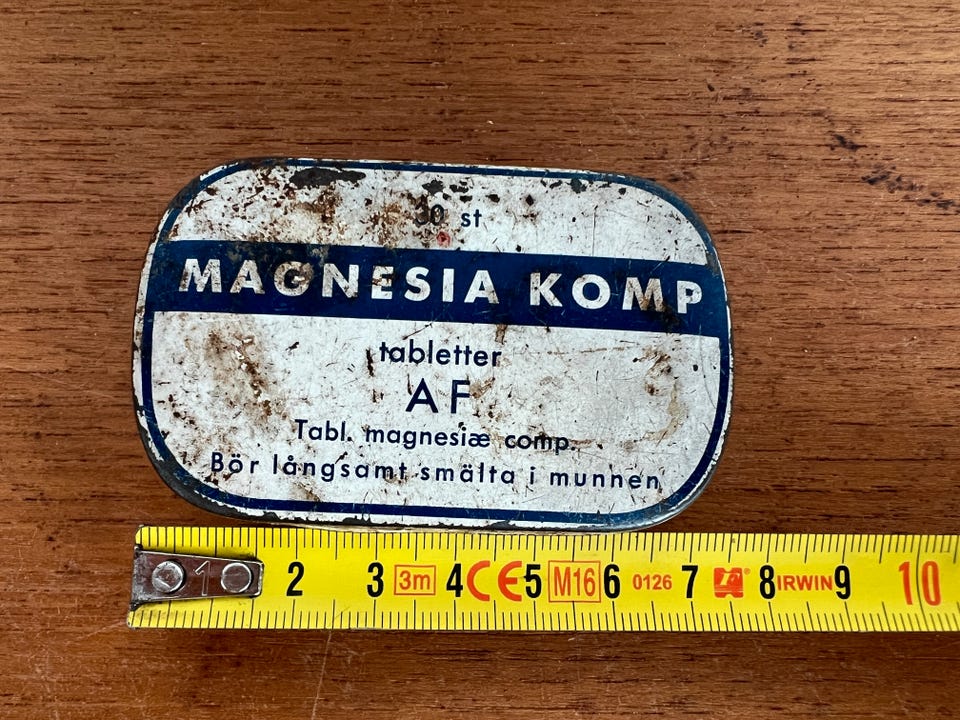 30 st
MAGNESIA KOMP
tabletter
AF
Tabl. magnesiæ comp.
Bör långsamt smälta i munnen
1 2 3 3m 4 CE 5 M16 6 0126 7 8 IRWIN 9 10